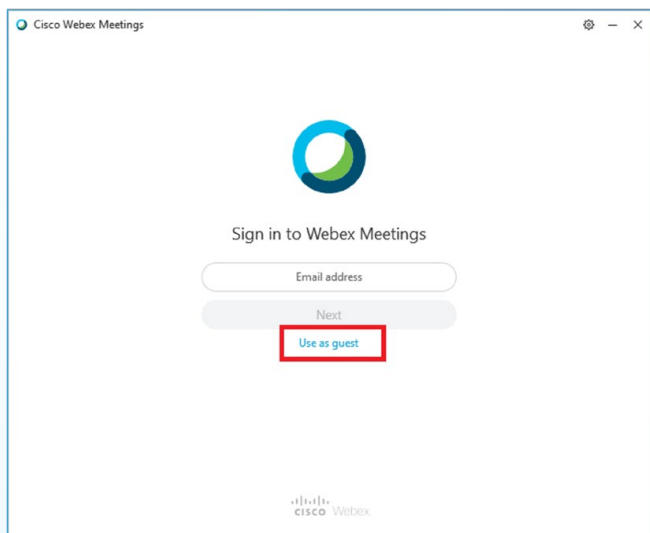 Cisco Webex Meetings
Sign in to Webex Meetings
Email address
Next
Use as guest
cisco Webex